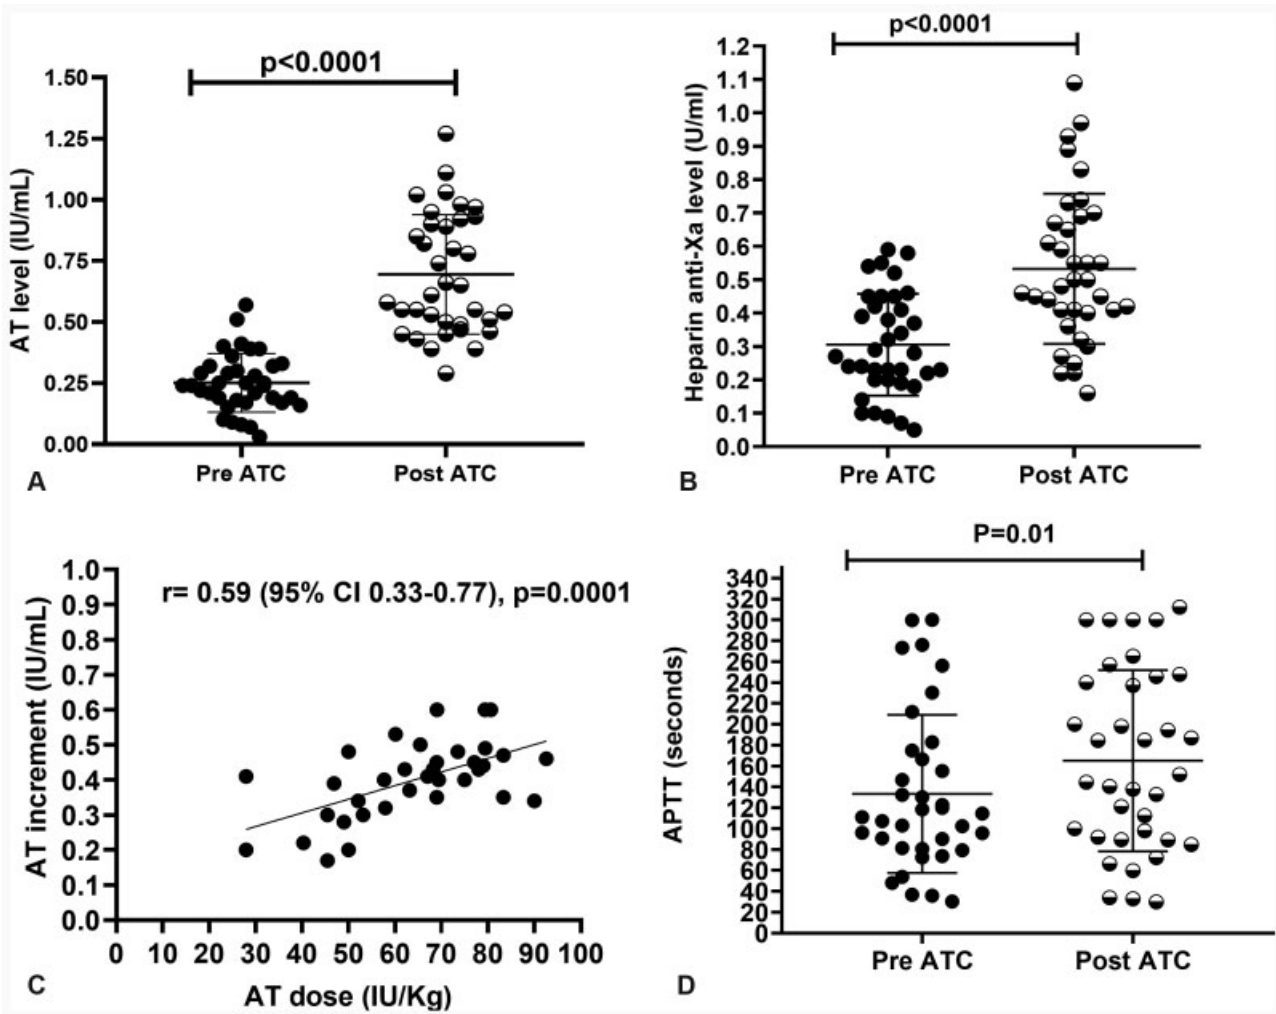 p<0.0001
1.50
1.25
1.00
0.75
0.50
0.25
0.00
AT level (IU/mL)
Pre ATC
Post ATC
A
p<0.0001
1.2
1.1
1.0
0.9
0.8
0.7
0.6
0.5
0.4
0.3
0.2
0.1
0.0
Heparin anti-Xa level (U/ml)
Pre ATC
Post ATC
B
r= 0.59 (95% CI 0.33-0.77), p=0.0001
1.0
0.9
0.8
0.7
0.6
0.5
0.4
0.3
0.2
0.1
0.0
AT increment (IU/mL)
0 10 20 30 40 50 60 70 80 90 100
AT dose (IU/Kg)
C
P=0.01
340
320
300
280
260
240
220
200
180
160
140
120
100
80
60
40
20
0
APTT (seconds)
Pre ATC
Post ATC
D